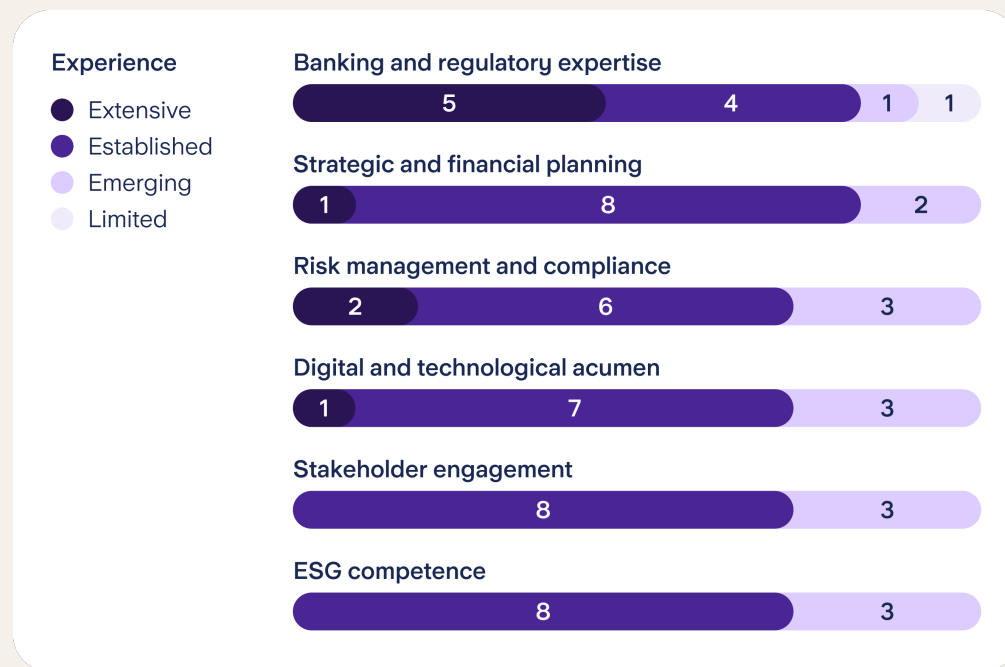 Experience
Extensive
Established
Emerging
Limited
Banking and regulatory expertise
5 4 1 1
Strategic and financial planning
1 8 2
Risk management and compliance
2 6 3
Digital and technological acumen
1 7 3
Stakeholder engagement
8 3
ESG competence
8 3